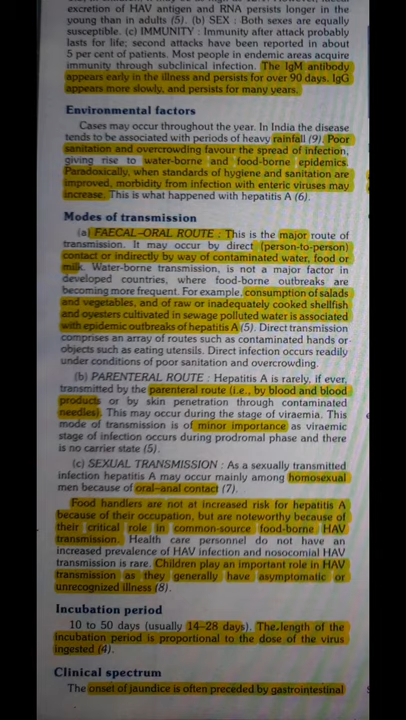 excretion of HAV antigen and RNA persists longer in the
young than in adults (5). (b) SEX : Both sexes are equally
susceptible. (c) IMMUNITY : Immunity after attack probably
lasts for life; second attacks have been reported in about
5 per cent of patients. Most people in endemic areas acquire
immunity through subclinical infection. The IgM antibody
appears early in the illness and persists for over 90 days. IgG
appears more slowly, and persists for many years.
Environmental factors
Cases may occur throughout the year. In India the disease
tends to be associated with periods of heavy rainfall (9). Poor
sanitation and overcrowding favour the spread of infection,
giving rise to water-borne and food-borne epidemics.
Paradoxically, when standards of hygiene and sanitation are
improved, morbidity from infection with enteric viruses may
increase. This is what happened with hepatitis A (6).
Modes of transmission
(a) FAECAL-ORAL ROUTE : This is the major route of
transmission. It may occur by direct (person-to-person)
contact or indirectly by way of contaminated water, food or
milk. Water-borne transmission, is not a major factor in
developed countries, where food-borne outbreaks are
becoming more frequent. For example, consumption of salads
and vegetables, and of raw or inadequately cooked shellfish
and oyesters cultivated in sewage polluted water is associated
with epidemic outbreaks of hepatitis A (5). Direct transmission
comprises an array of routes such as contaminated hands or
objects such as eating utensils. Direct infection occurs readily
under conditions of poor sanitation and overcrowding.
(b) PARENTERAL ROUTE : Hepatitis A is rarely, if ever,
transmitted by the parenteral route (i.e., by blood and blood
products or by skin penetration through contaminated
needles). This may occur during the stage of viraemia. This
mode of transmission is of minor importance as viraemic
stage of infection occurs during prodromal phase and there
is no carrier state (5).
(c) SEXUAL TRANSMISSION : As a sexually transmitted
infection hepatitis A may occur mainly among homosexual
men because of oral-anal contact (7).
Food handlers are not at increased risk for hepatitis A
because of their occupation, but are noteworthy because of
their critical role in common-source food-borne HAV
transmission. Health care personnel do not have an
increased prevalence of HAV infection and nosocomial HAV
transmission is rare. Children play an important role in HAV
transmission as they generally have asymptomatic or
unrecognized illness (8).
Incubation period
10 to 50 days (usually 14–28 days). The length of the
incubation period is proportional to the dose of the virus
ingested (4).
Clinical spectrum
The onset of jaundice is often preceded by gastrointestinal